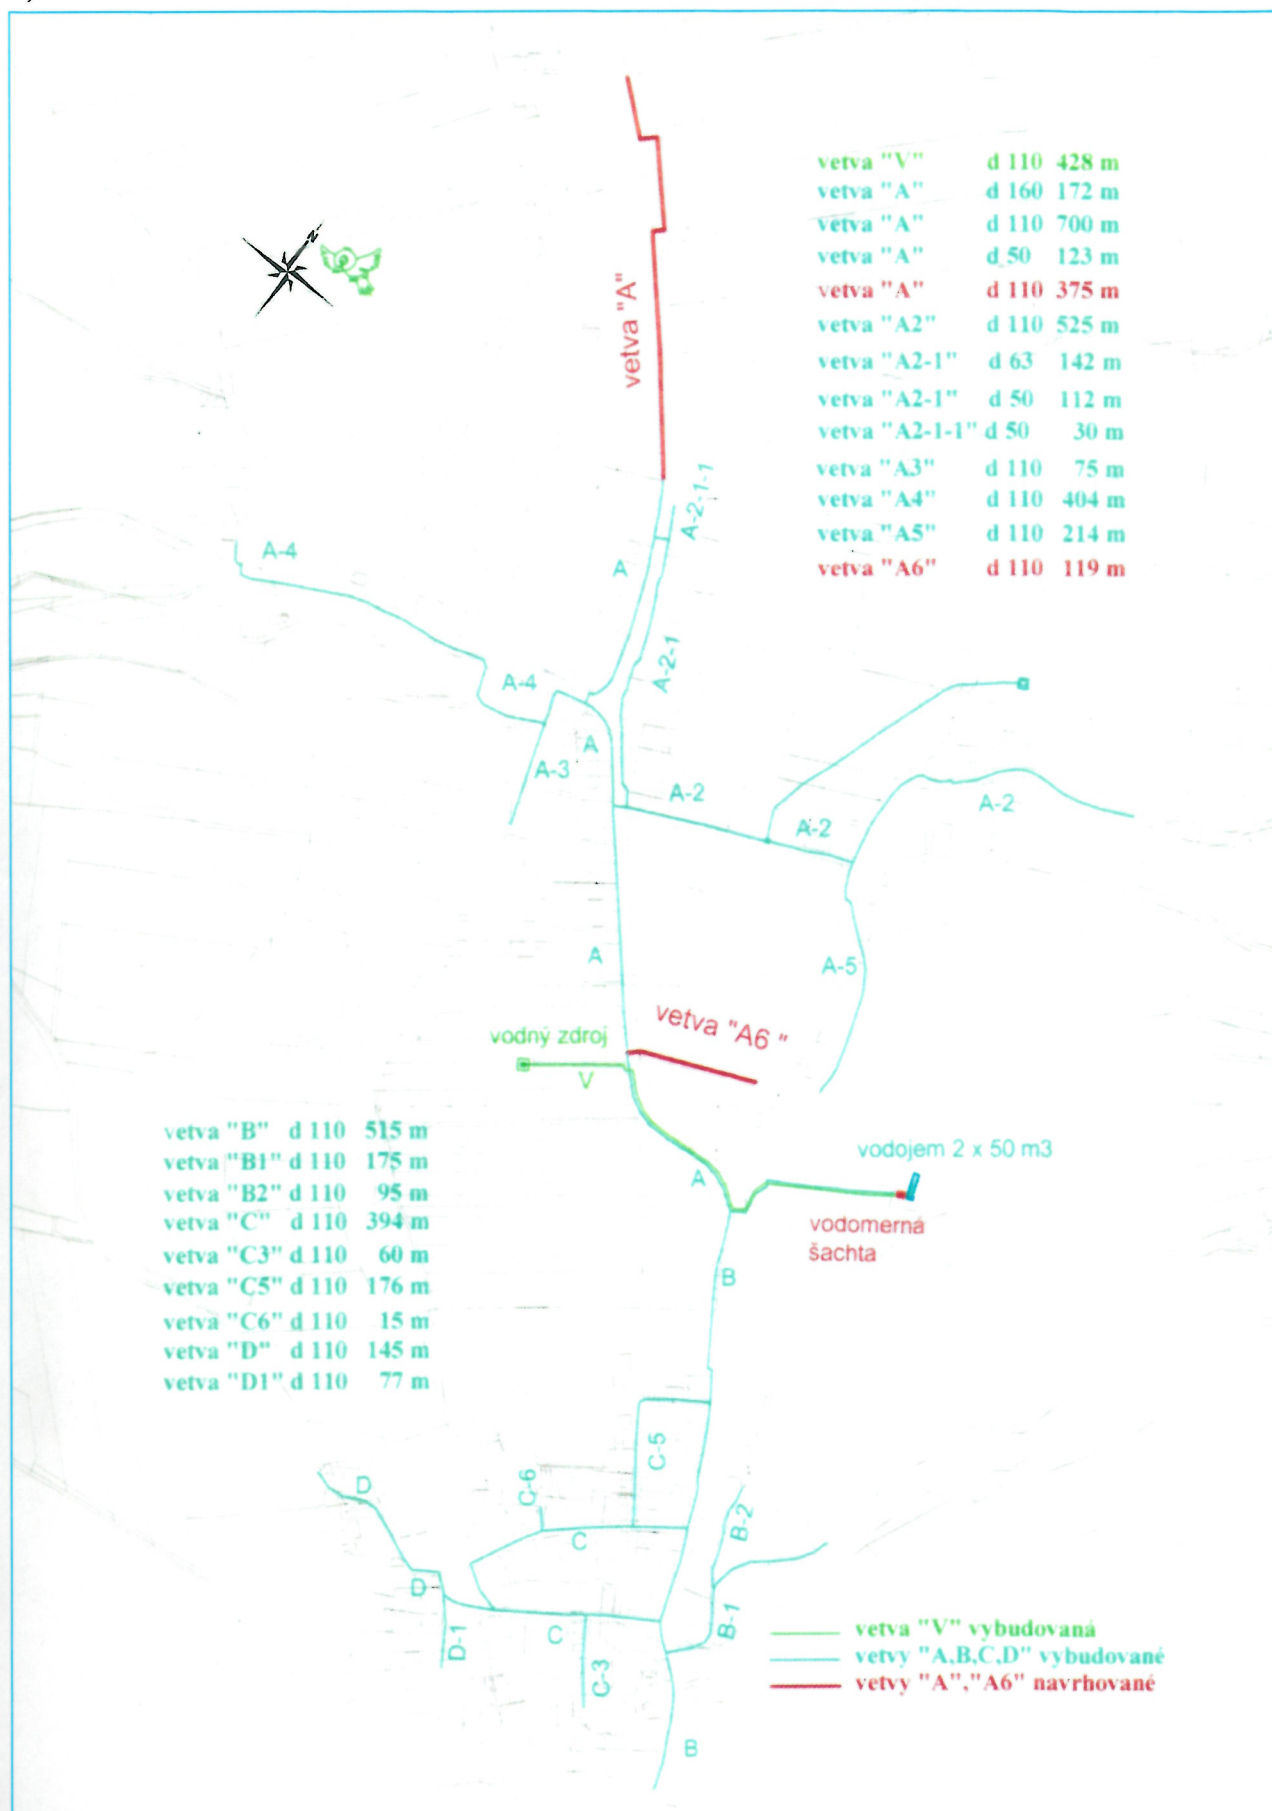 vetva "V" d 110 428 m
vetva "A" d 160 172 m
vetva "A" d 110 700 m
vetva "A" d 50 123 m
vetva "A" d 110 375 m
vetva "A2" d 110 525 m
vetva "A2-1" d 63 142 m
vetva "A2-1" d 50 112 m
vetva "A2-1-1" d 50 30 m
vetva "A3" d 110 75 m
vetva "A4" d 110 404 m
vetva "A5" d 110 214 m
vetva "A6" d 110 119 m
N
vetva "A"
A-2-1-1
A-4
A
A-2-1
A-4
A
A-3
A-2
A-2
A-2
A
A-5
vetva "A6 "
vodný zdroj
V
vetva "B" d 110 515 m
vetva "B1" d 110 175 m
vetva "B2" d 110 95 m
vetva "C" d 110 394 m
vetva "C3" d 110 60 m
vetva "C5" d 110 176 m
vetva "C6" d 110 15 m
vetva "D" d 110 145 m
vetva "D1" d 110 77 m
vodojem 2 x 50 m3
A
vodomerná
šachta
B
C-5
C-6
D
B-2
C
D
B-1
D-1
C
C-3
B
vetva "V" vybudovaná
vetvy "A,B,C,D" vybudované
vetvy "A","A6" navrhované